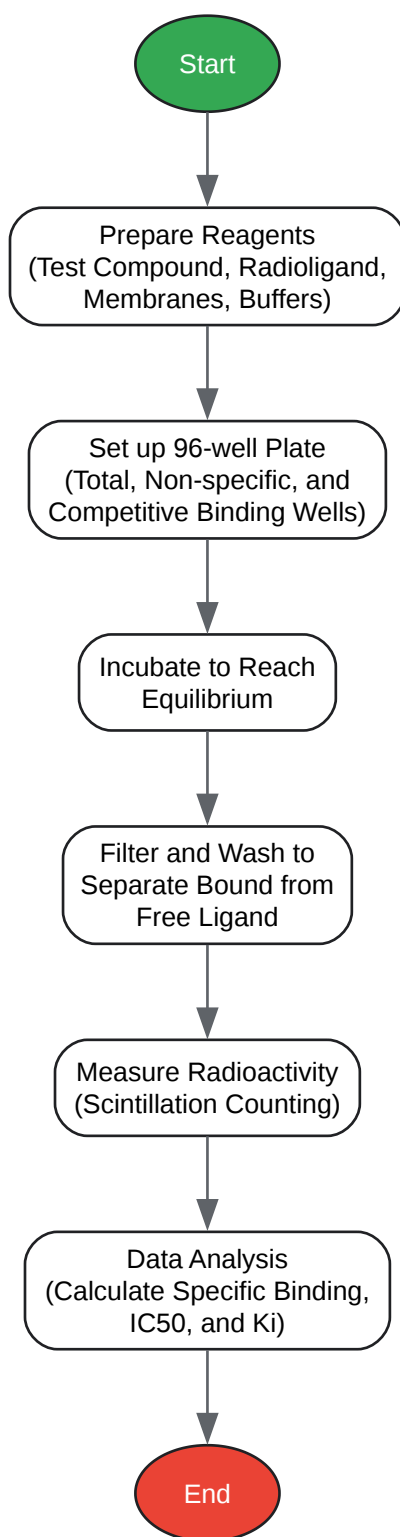 Start
Prepare Reagents
(Test Compound, Radioligand,
Membranes, Buffers)
Set up 96-well Plate
(Total, Non-specific, and
Competitive Binding Wells)
Incubate to Reach
Equilibrium
Filter and Wash to
Separate Bound from
Free Ligand
Measure Radioactivity
(Scintillation Counting)
Data Analysis
(Calculate Specific Binding,
IC50, and Ki)
End